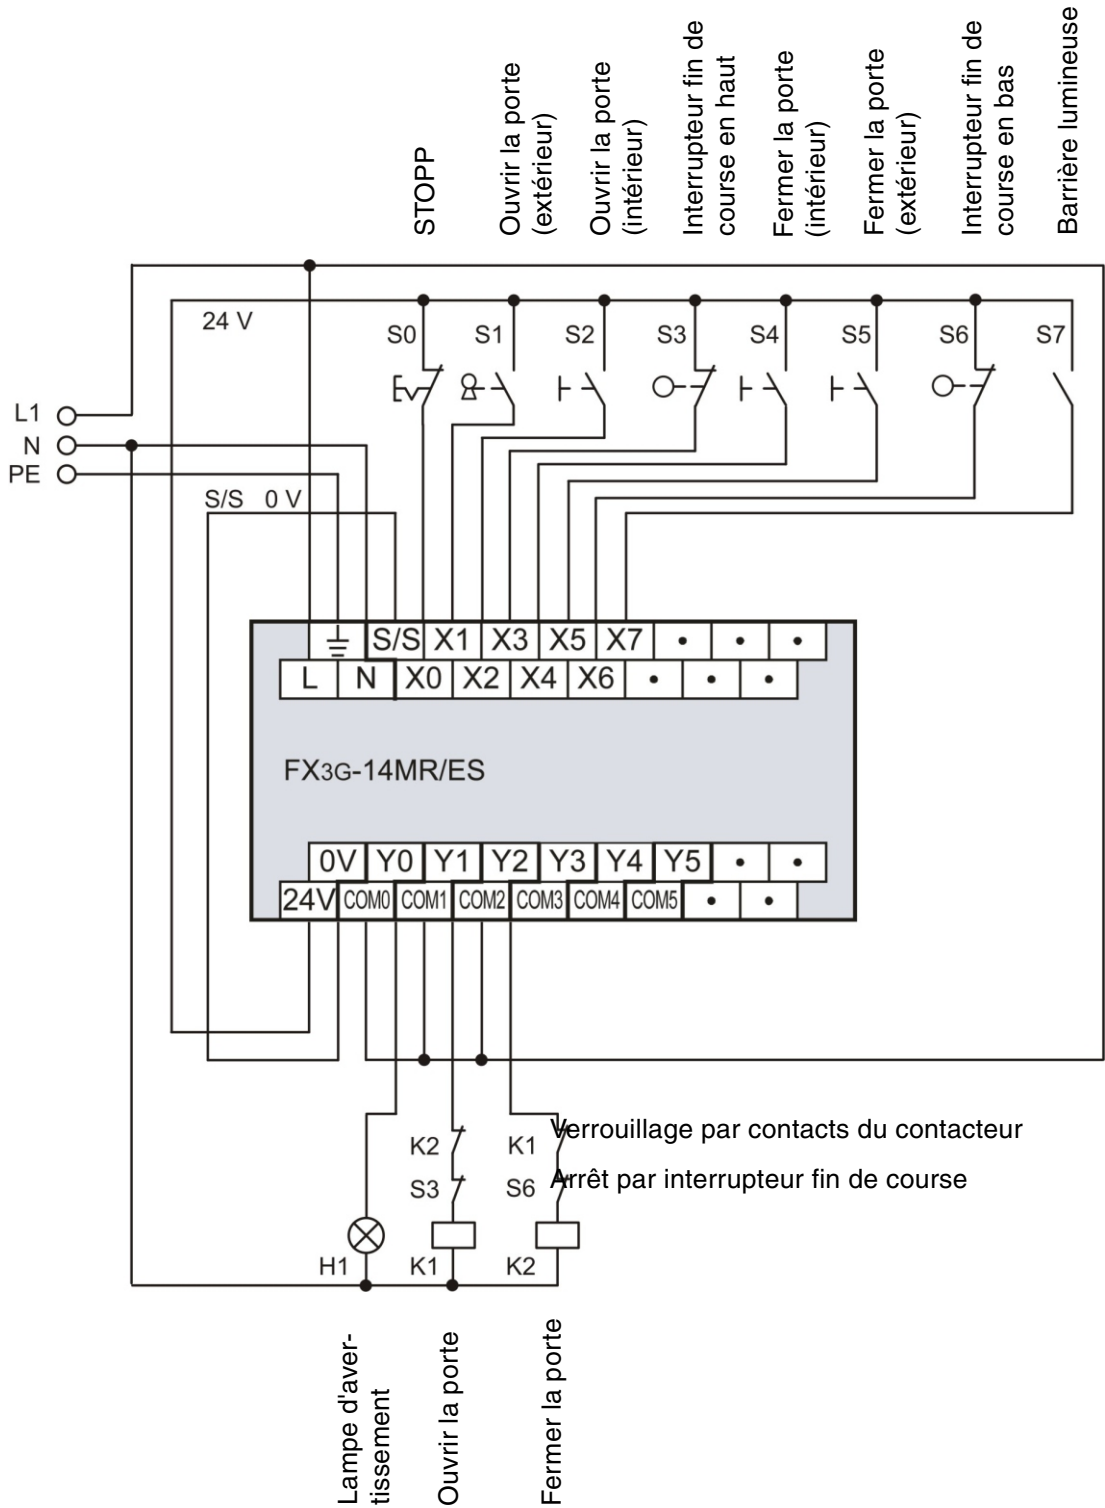 STOPP
Ouvrir la porte
(extérieur)
Ouvrir la porte
(intérieur)
Interrupteur fin de
course en haut
Fermer la porte
(intérieur)
Fermer la porte
(extérieur)
Interrupteur fin de
course en bas
Barrière lumineuse
24 V
S0 S1 S2 S3 S4 S5 S6 S7
L1
N
PE
S/S 0 V
S/S X1 X3 X5 X7
L N X0 X2 X4 X6
FX3G-14MR/ES
0V Y0 Y1 Y2 Y3 Y4 Y5
24V COM0 COM1 COM2 COM3 COM4 COM5
K2 K1 Verrouillage par contacts du contacteur
S3 S6 Arrêt par interrupteur fin de course
H1 K1 K2
Lampe d'aver-
tissement
Ouvrir la porte
Fermer la porte